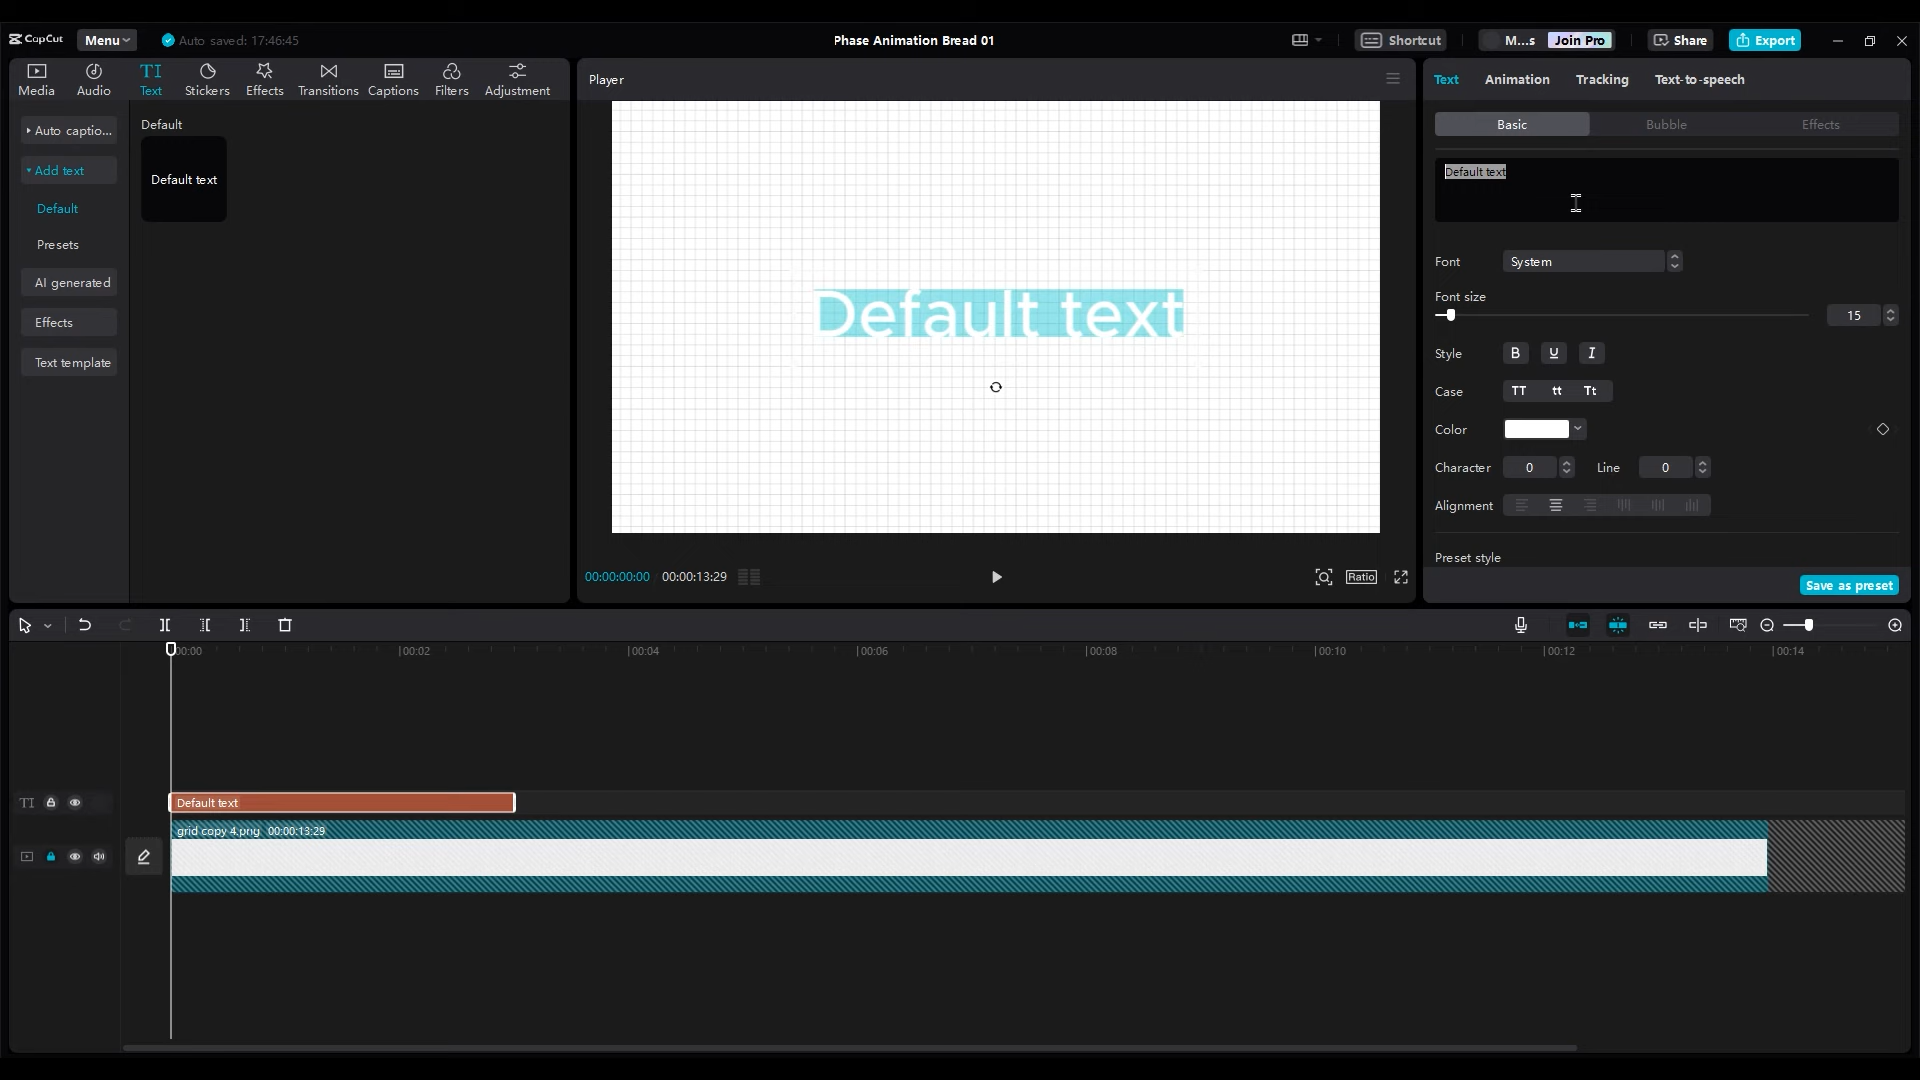 CapCut Menu Auto saved: 17:46:45 Phase Animation Bread 01 Shortcut M...s Join Pro Share Export
Media Audio TI Text Stickers Effects Transitions Captions Filters Adjustment
Auto captio...
Add text
Default
Presets
AI generated
Effects
Text template
Default
Default text
Player
Default text
00:00:00:00 00:00:13:29
Ratio
Text Animation Tracking Text-to-speech
Basic Bubble Effects
Default text
Font System
Font size
15
Style B U I
Case TT tt Tt
Color
Character 0 Line 0
Alignment
Preset style
Save as preset
00:00 00:02 00:04 00:06 00:08 00:10 00:12 00:14
TI Default text
grid copy 4.png 00:00:13:29